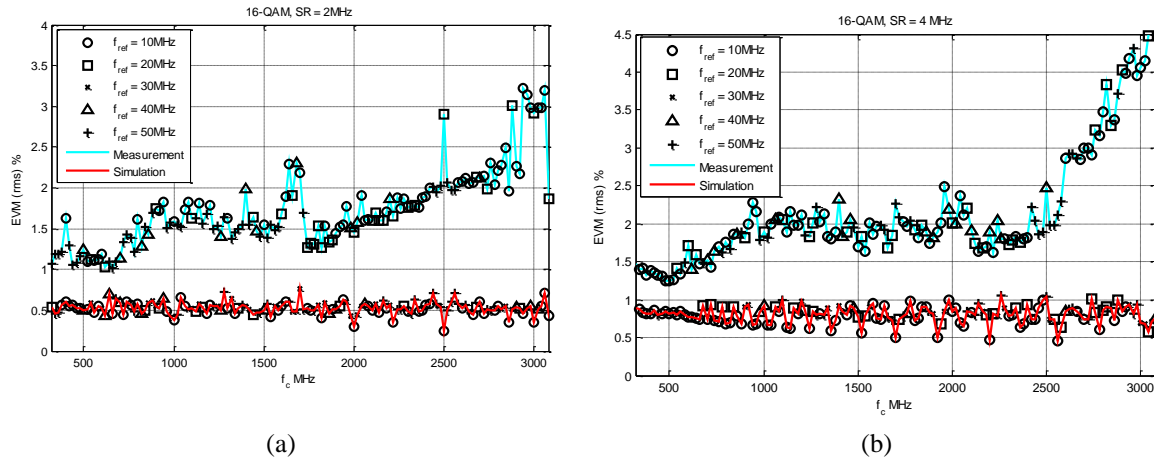 16-QAM, SR = 2MHz
4
3.5
3
2.5
2
1.5
1
0.5
0
EVM (rms) %
f_ref = 10MHz
f_ref = 20MHz
f_ref = 30MHz
f_ref = 40MHz
f_ref = 50MHz
Measurement
Simulation
500 1000 1500 2000 2500 3000
f_c MHz
(a)
16-QAM, SR = 4 MHz
4.5
4
3.5
3
2.5
2
1.5
1
0.5
0
EVM (rms) %
f_ref = 10MHz
f_ref = 20MHz
f_ref = 30MHz
f_ref = 40MHz
f_ref = 50MHz
Measurement
Simulation
500 1000 1500 2000 2500 3000
f_c MHz
(b)